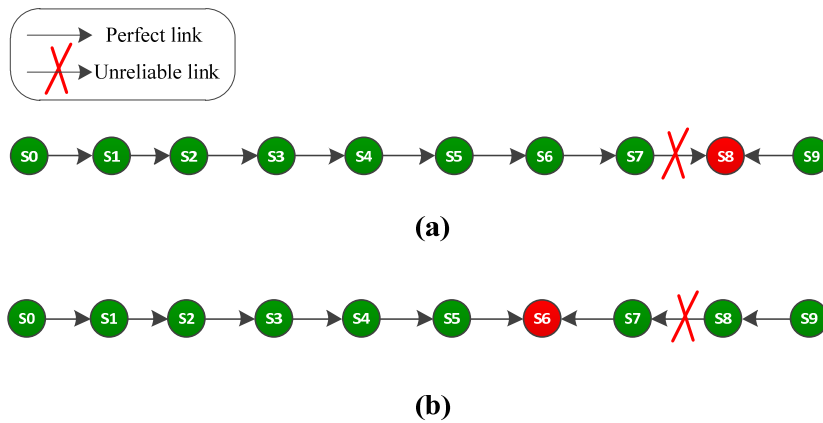 Perfect link
Unreliable link
S0 S1 S2 S3 S4 S5 S6 S7 S8 S9
(a)
S0 S1 S2 S3 S4 S5 S6 S7 S8 S9
(b)